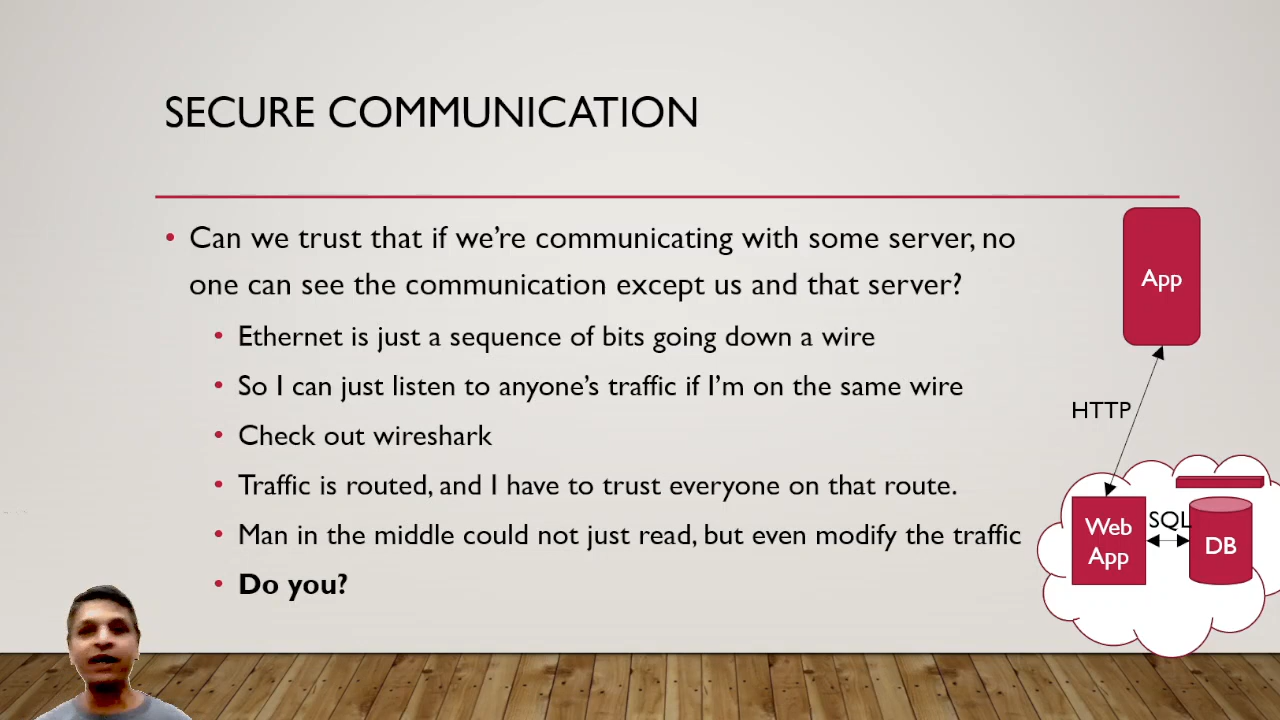 SECURE COMMUNICATION
Can we trust that if we're communicating with some server, no
one can see the communication except us and that server?
Ethernet is just a sequence of bits going down a wire
So I can just listen to anyone's traffic if I'm on the same wire
Check out wireshark
Traffic is routed, and I have to trust everyone on that route.
Man in the middle could not just read, but even modify the traffic
Do you?
App
HTTP
Web
App
SQL
DB